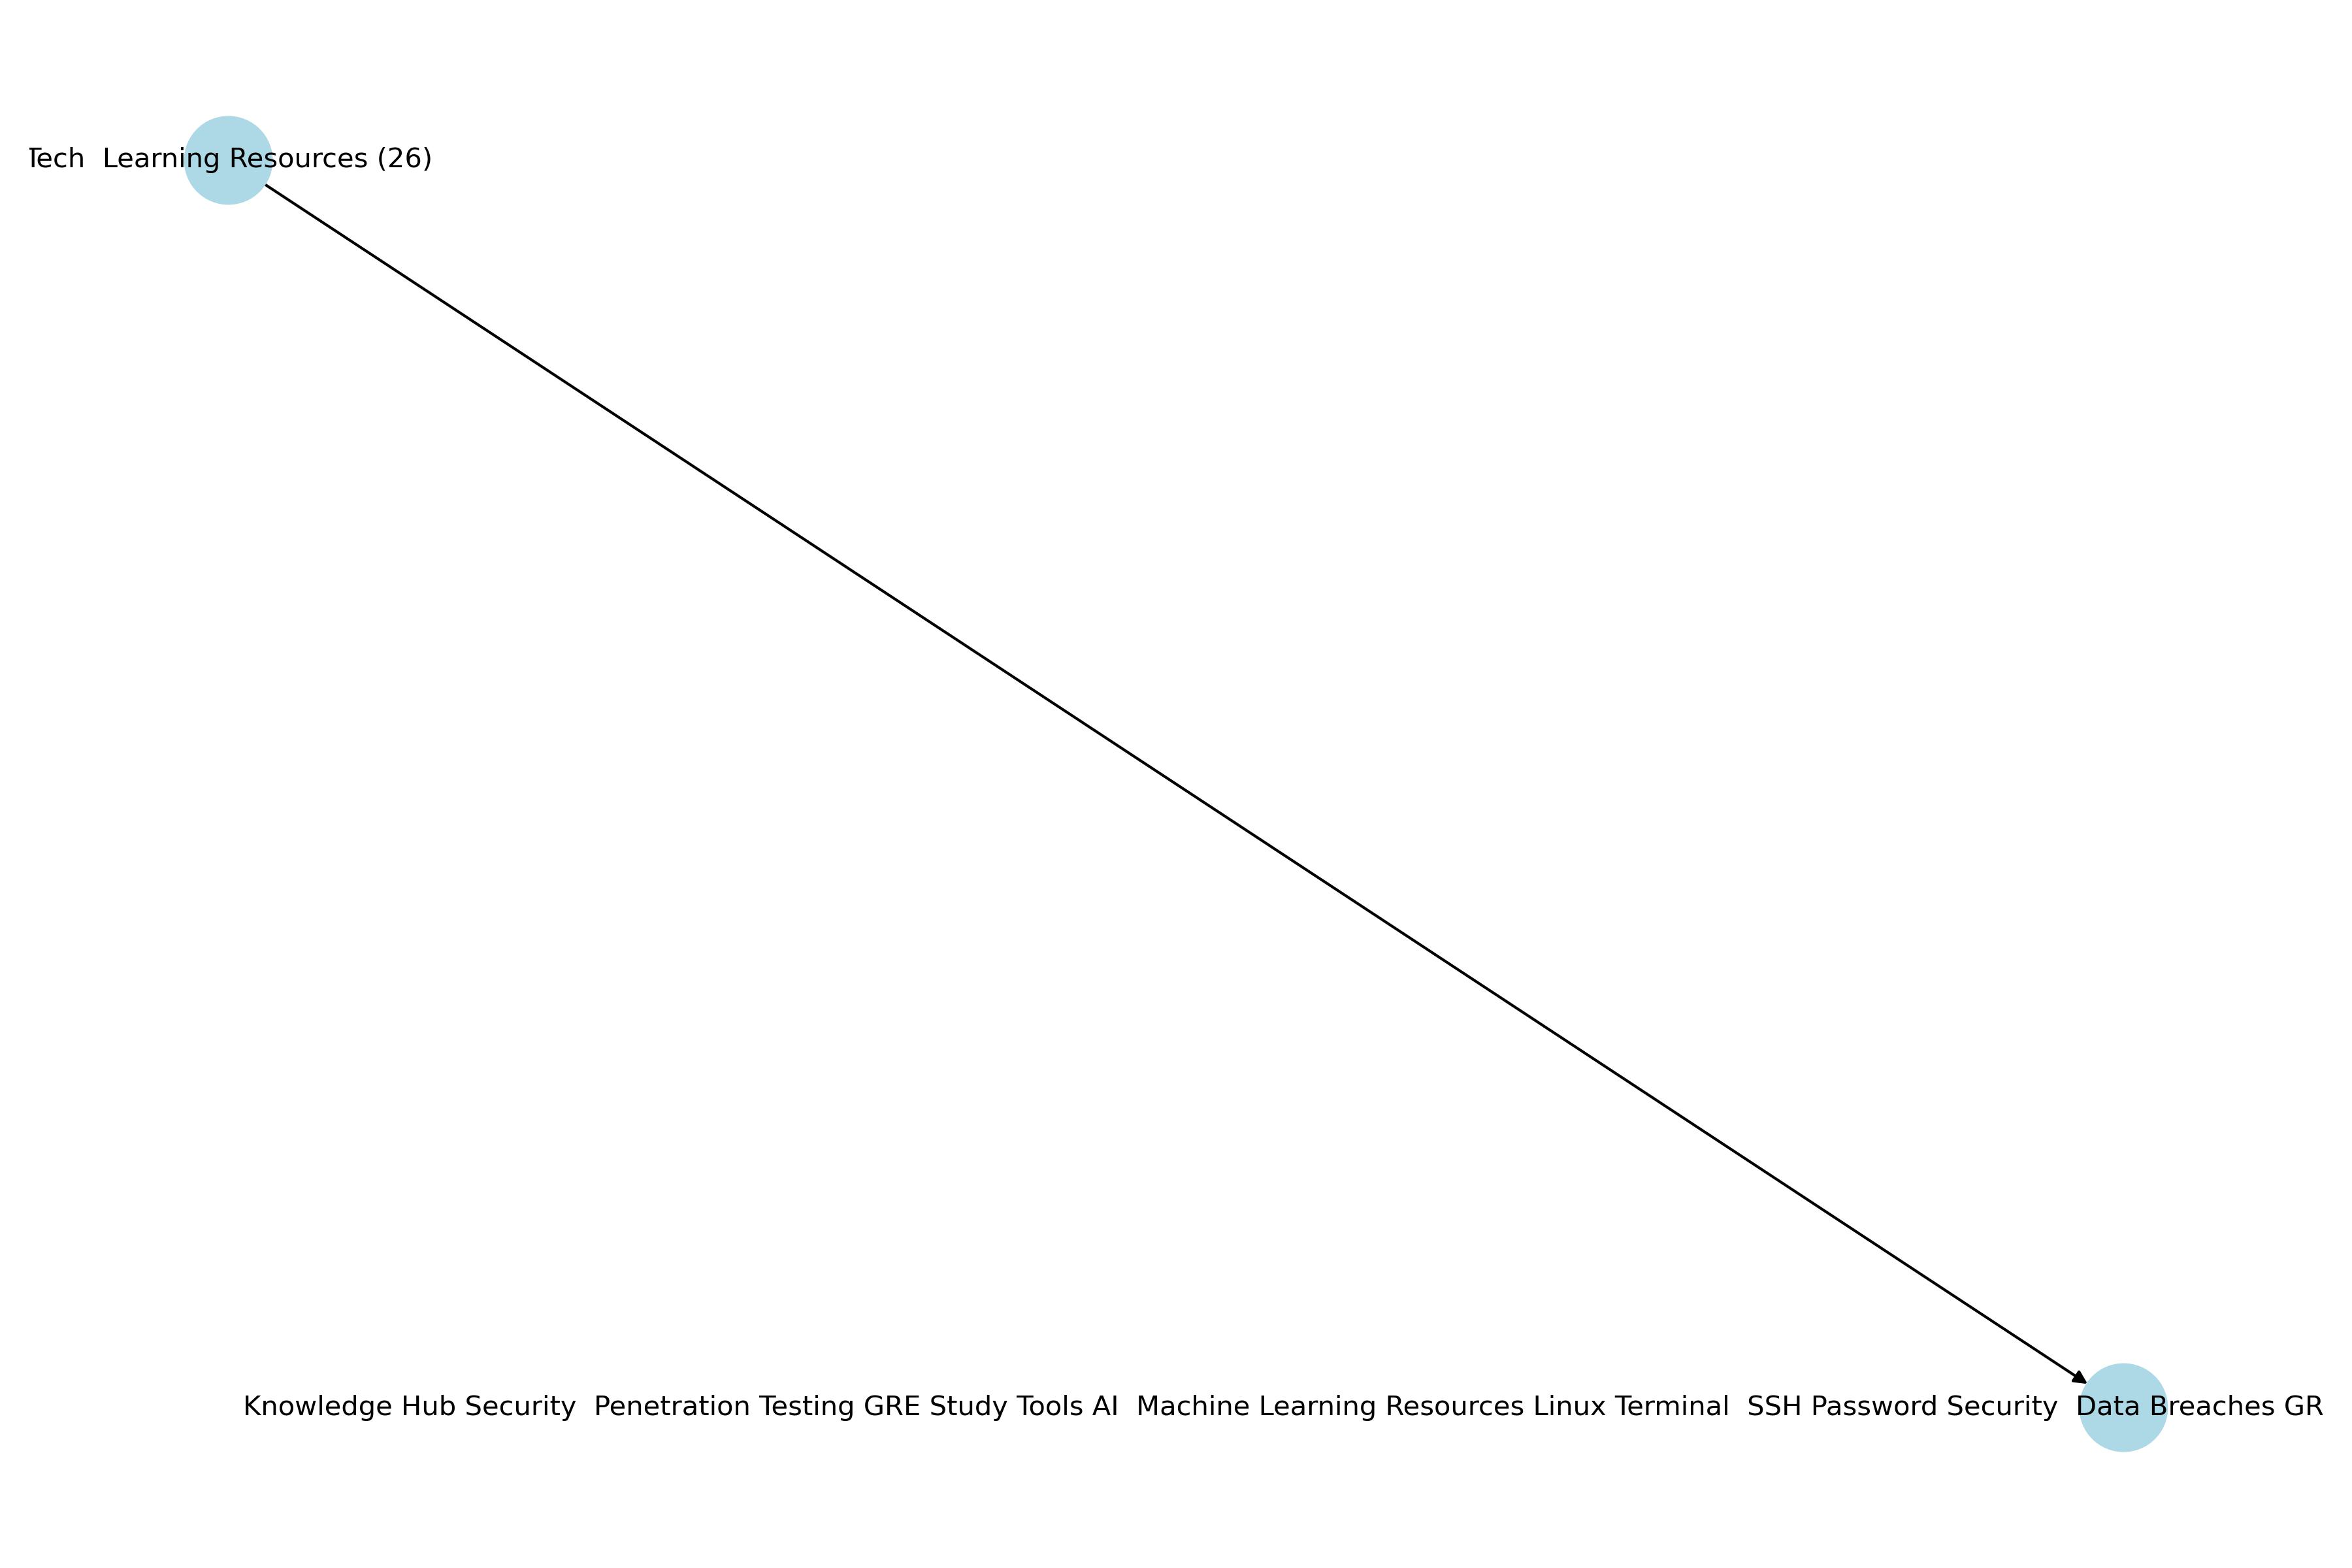 Tech  Learning Resources (26)
Knowledge Hub Security  Penetration Testing GRE Study Tools AI  Machine Learning Resources Linux Terminal  SSH Password Security  Data Breaches GR